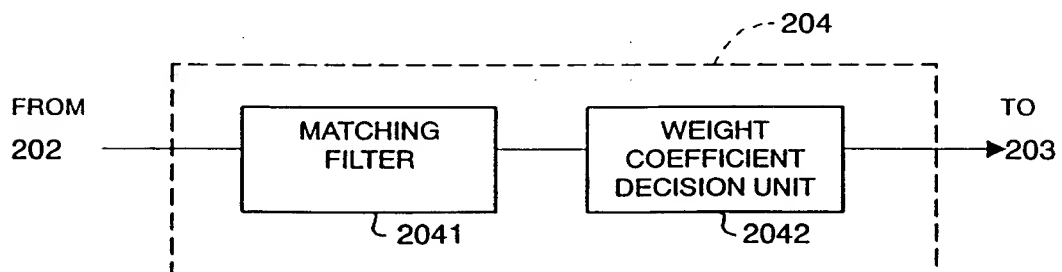 204
FROM
202
MATCHING
FILTER
2041
WEIGHT
COEFFICIENT
DECISION UNIT
2042
TO
203